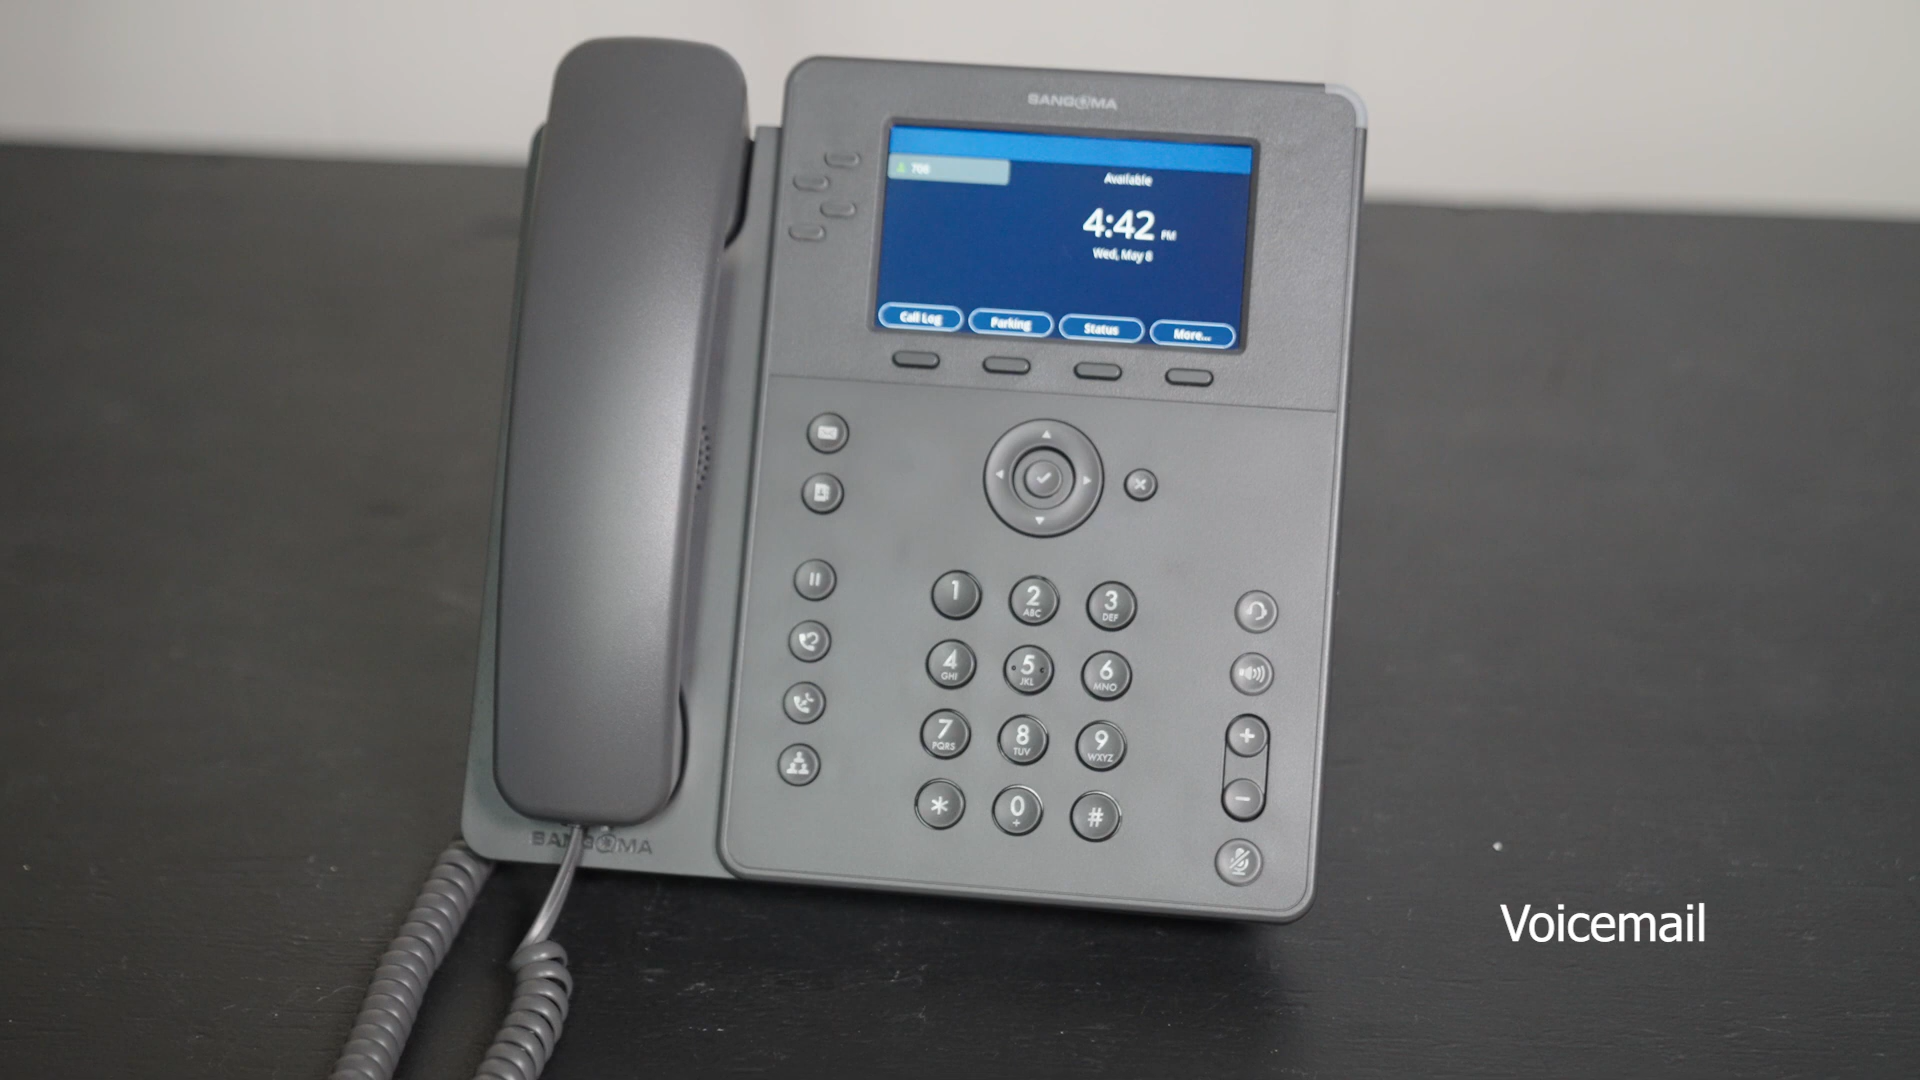 SANGOMA
706
Available
4:42 PM
Wed, May 8
Call Log
Parking
Status
More...
1
2 ABC
3 DEF
4 GHI
5 JKL
6 MNO
7 PQRS
8 TUV
9 WXYZ
*
0 +
#
+
−
SANGOMA
Voicemail